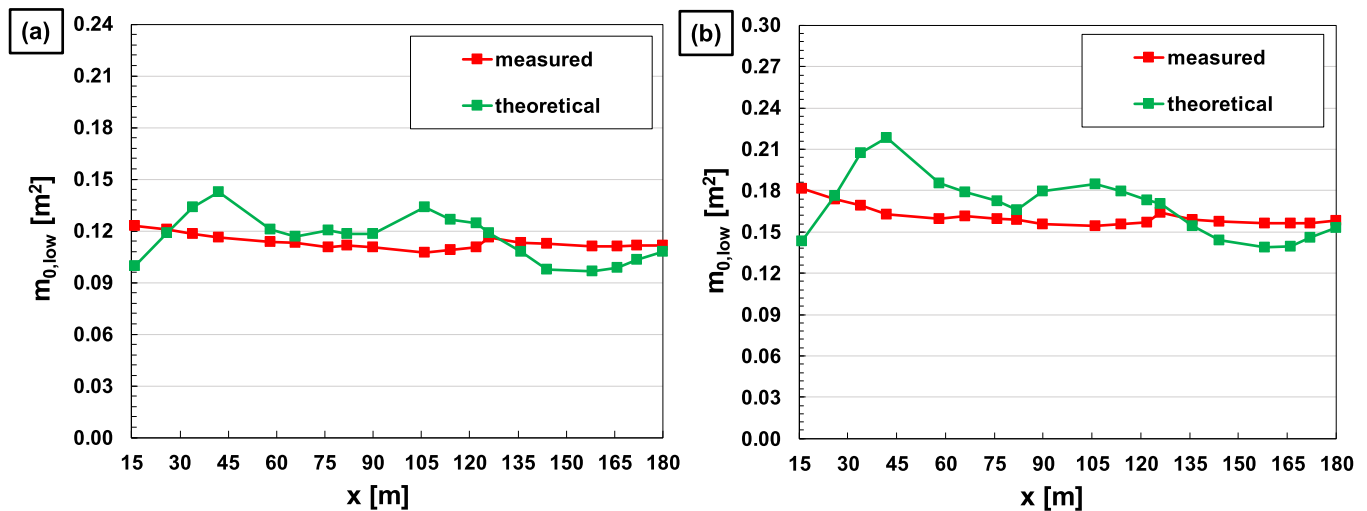 (a)
0.24
0.21
0.18
0.15
0.12
0.09
0.06
0.03
0.00
m0,low [m²]
measured
theoretical
15 30 45 60 75 90 105 120 135 150 165 180
x [m]
(b)
0.30
0.27
0.24
0.21
0.18
0.15
0.12
0.09
0.06
0.03
0.00
m0,low [m²]
measured
theoretical
15 30 45 60 75 90 105 120 135 150 165 180
x [m]